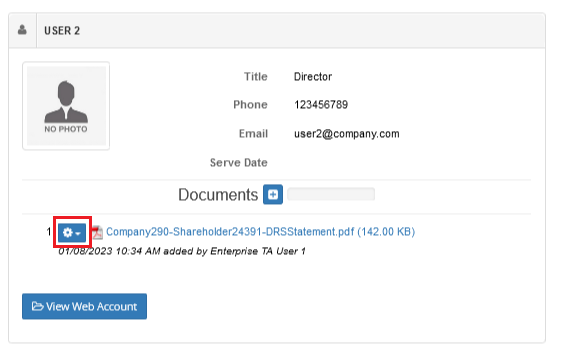 USER 2
NO PHOTO
Title Director
Phone 123456789
Email user2@company.com
Serve Date
Documents
1 Company290-Shareholder24391-DRSStatement.pdf (142.00 KB)
01/08/2023 10:34 AM added by Enterprise TA User 1
View Web Account